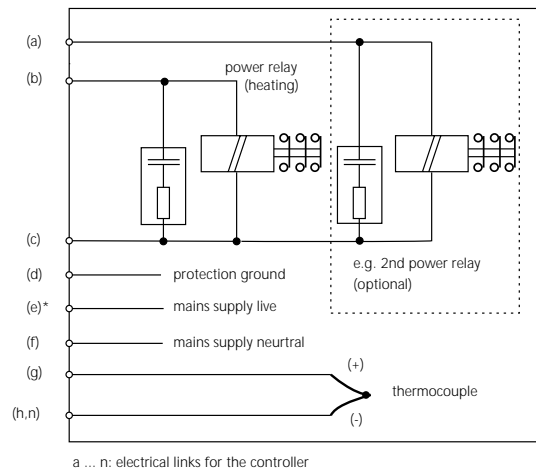 (a)
(b)
power relay
(heating)
(c)
e.g. 2nd power relay
(optional)
(d)
protection ground
(e)*
mains supply live
(f)
mains supply neurtral
(g)
(+)
thermocouple
(h,n)
(-)
a ... n: electrical links for the controller